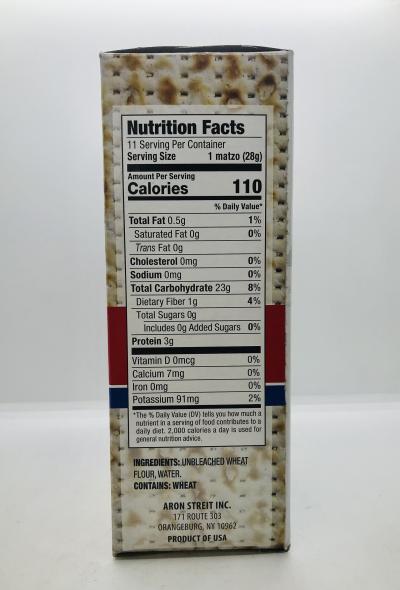 Nutrition Facts
11 Serving Per Container
Serving Size 1 matzo (28g)
Amount Per Serving
Calories 110
% Daily Value*
Total Fat 0.5g 1%
Saturated Fat 0g 0%
Trans Fat 0g
Cholesterol 0mg 0%
Sodium 0mg 0%
Total Carbohydrate 23g 8%
Dietary Fiber 1g 4%
Total Sugars 0g
Includes 0g Added Sugars 0%
Protein 3g
Vitamin D 0mcg 0%
Calcium 7mg 0%
Iron 0mg 0%
Potassium 91mg 2%
*The % Daily Value (DV) tells you how much a
nutrient in a serving of food contributes to a
daily diet. 2,000 calories a day is used for
general nutrition advice.
INGREDIENTS: UNBLEACHED WHEAT
FLOUR, WATER.
CONTAINS: WHEAT
ARON STREIT INC.
171 ROUTE 303
ORANGEBURG, NY 10962
PRODUCT OF USA